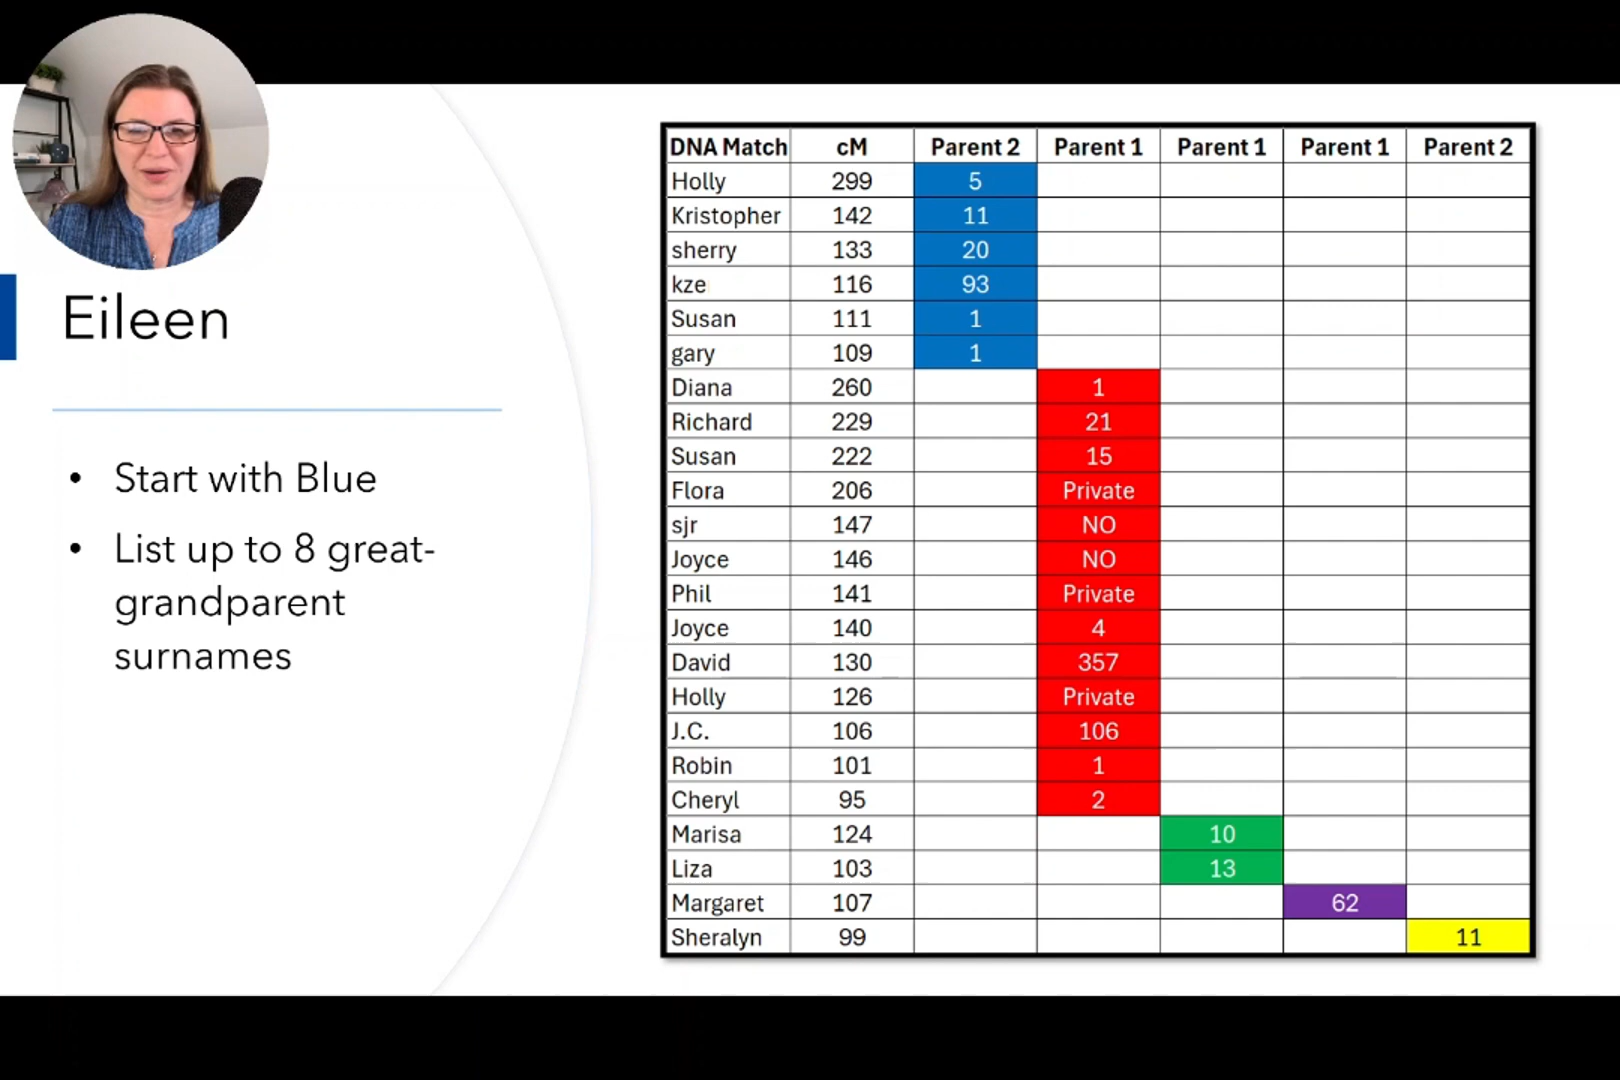 Eileen
• Start with Blue
• List up to 8 great-
grandparent
surnames
DNA Match cM Parent 2 Parent 1 Parent 1 Parent 1 Parent 2
Holly 299 5
Kristopher 142 11
sherry 133 20
kze 116 93
Susan 111 1
gary 109 1
Diana 260 1
Richard 229 21
Susan 222 15
Flora 206 Private
sjr 147 NO
Joyce 146 NO
Phil 141 Private
Joyce 140 4
David 130 357
Holly 126 Private
J.C. 106 106
Robin 101 1
Cheryl 95 2
Marisa 124 10
Liza 103 13
Margaret 107 62
Sheralyn 99 11